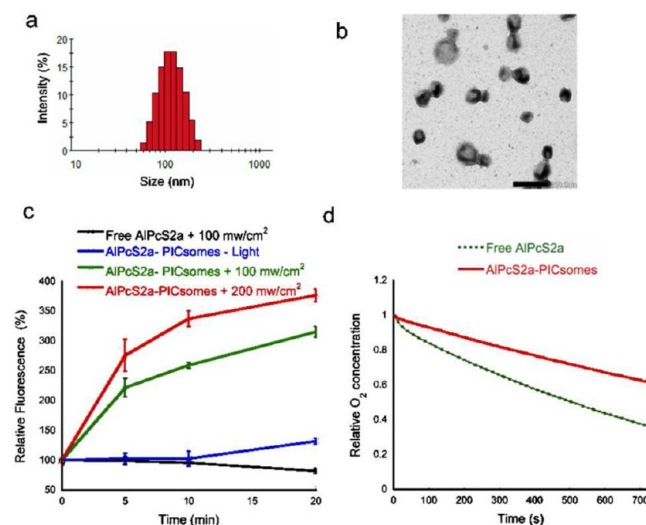 a
Intensity (%)
20
15
10
5
0
10
100
1000
Size (nm)
b
c
Free AlPcS2a + 100 mw/cm2
AlPcS2a- PICsomes - Light
AlPcS2a- PICsomes + 100 mw/cm2
AlPcS2a-PICsomes + 200 mw/cm2
Relative Fluorescence (%)
400
350
300
250
200
150
100
50
0
5
10
20
Time (min)
d
Free AlPcS2a
AlPcS2a-PICsomes
Relative O2 concentration
1.2
1
0.8
0.6
0.4
0.2
0
0
100
200
300
400
500
600
700
Time (s)